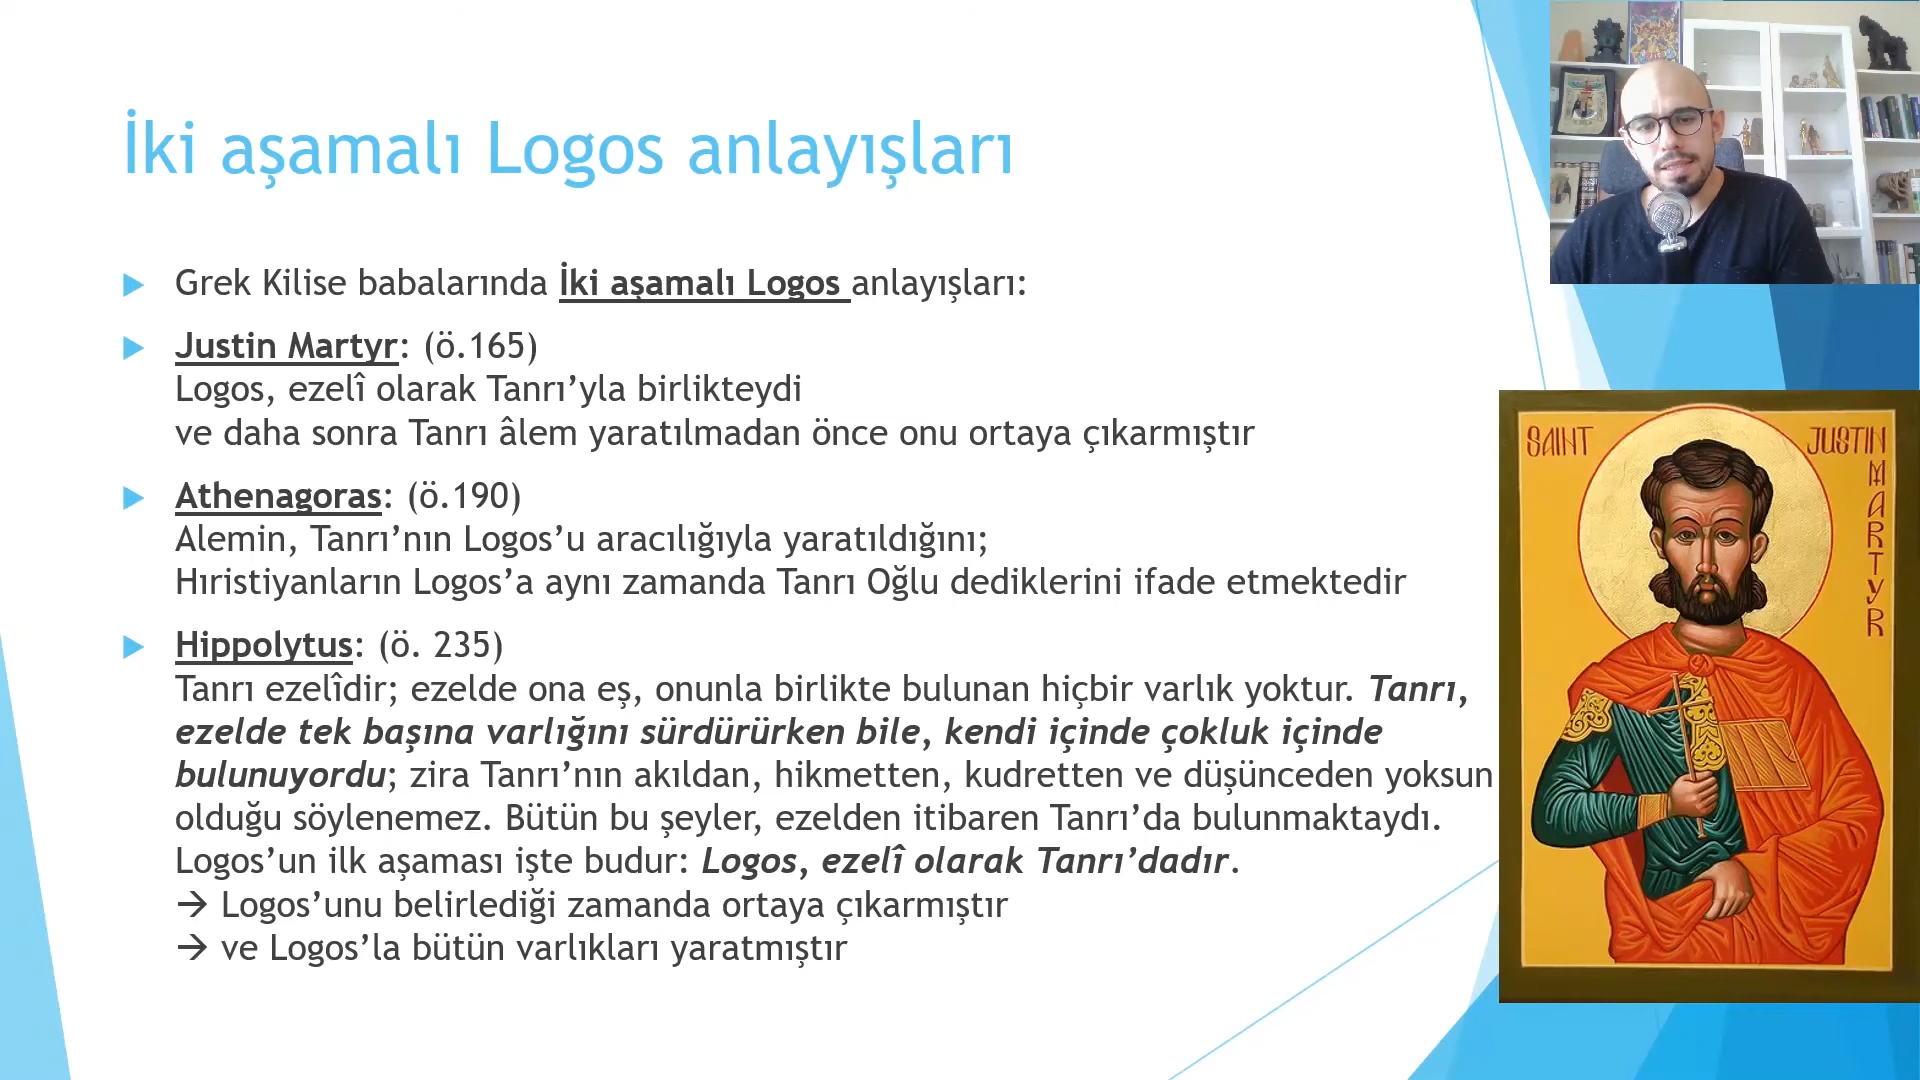 İki aşamalı Logos anlayışları
Grek Kilise babalarında İki aşamalı Logos anlayışları:
Justin Martyr: (ö.165)
Logos, ezelî olarak Tanrı’yla birlikteydi
ve daha sonra Tanrı âlem yaratılmadan önce onu ortaya çıkarmıştır
Athenagoras: (ö.190)
Alemin, Tanrı’nın Logos’u aracılığıyla yaratıldığını;
Hıristiyanların Logos’a aynı zamanda Tanrı Oğlu dediklerini ifade etmektedir
Hippolytus: (ö. 235)
Tanrı ezelîdir; ezelde ona eş, onunla birlikte bulunan hiçbir varlık yoktur. Tanrı,
ezelde tek başına varlığını sürdürürken bile, kendi içinde çokluk içinde
bulunuyordu; zira Tanrı’nın akıldan, hikmetten, kudretten ve düşünceden yoksun
olduğu söylenemez. Bütün bu şeyler, ezelden itibaren Tanrı’da bulunmaktaydı.
Logos’un ilk aşaması işte budur: Logos, ezelî olarak Tanrı’dadır.
→ Logos’unu belirlediği zamanda ortaya çıkarmıştır
→ ve Logos’la bütün varlıkları yaratmıştır
SAINT JUSTIN
MARTYR